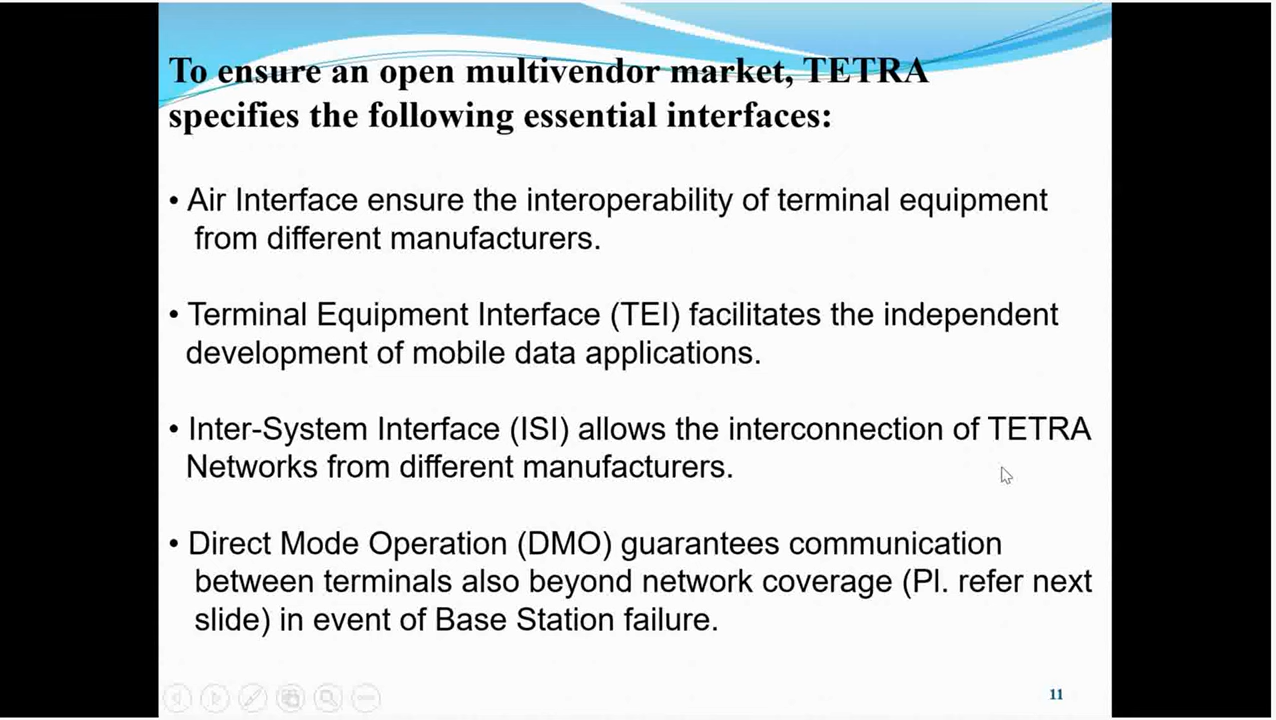 To ensure an open multivendor market, TETRA
specifies the following essential interfaces:
• Air Interface ensure the interoperability of terminal equipment
from different manufacturers.
• Terminal Equipment Interface (TEI) facilitates the independent
development of mobile data applications.
• Inter-System Interface (ISI) allows the interconnection of TETRA
Networks from different manufacturers.
• Direct Mode Operation (DMO) guarantees communication
between terminals also beyond network coverage (Pl. refer next
slide) in event of Base Station failure.
11